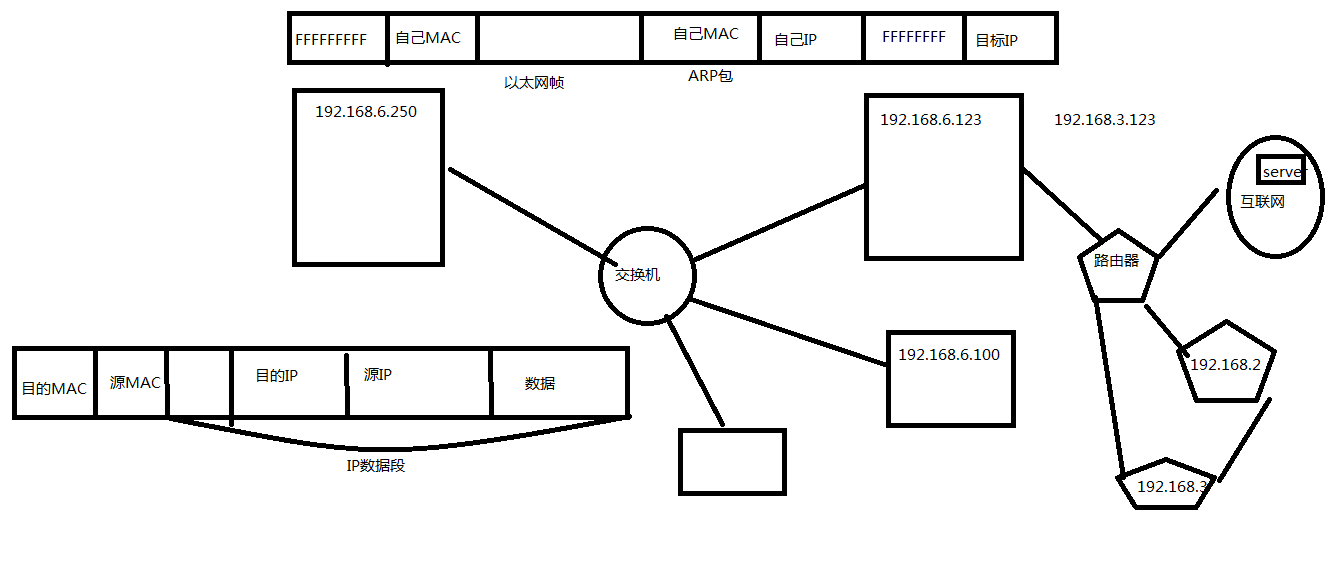 FFFFFFFFF 自己MAC 自己MAC 自己IP FFFFFFFF 目标IP
以太网帧 ARP包
192.168.6.250
192.168.6.123
192.168.3.123
server
互联网
路由器
交换机
192.168.6.100
192.168.2
192.168.3
目的MAC 源MAC 目的IP 源IP 数据
IP数据段